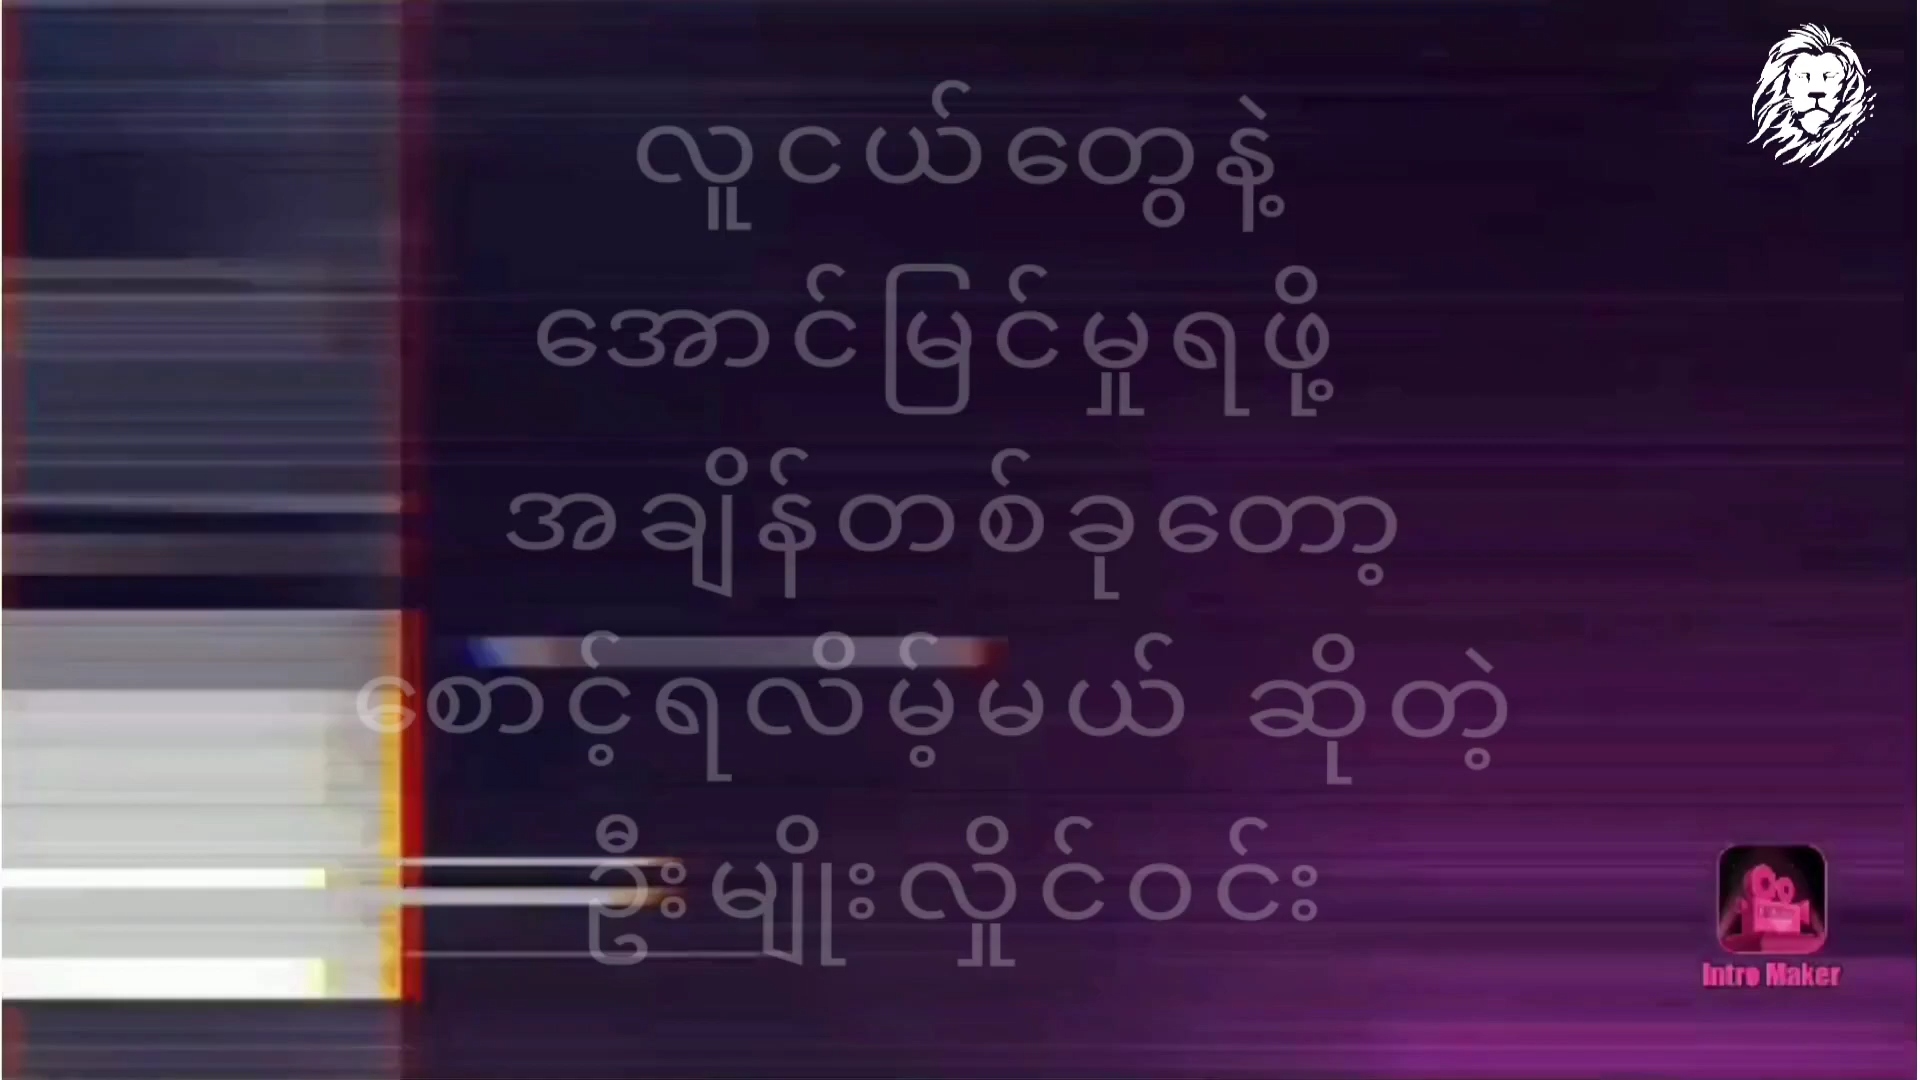 လူငယ်တွေနဲ့
အောင်မြင်မှုရဖို့
အချိန်တစ်ခုတော့
စောင့်ရလိမ့်မယ် ဆိုတဲ့
ဦးမျိုးလှိုင်ဝင်း
Intro Maker